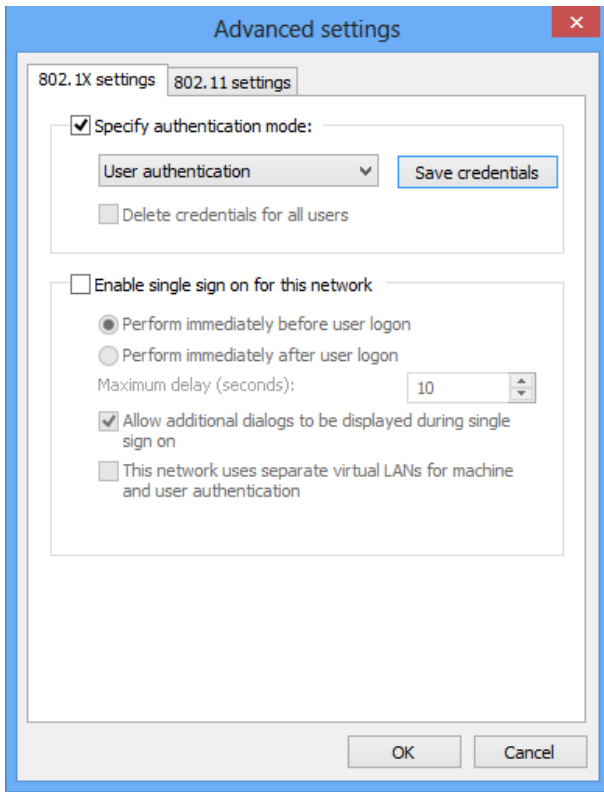 Advanced settings
802.1X settings
802.11 settings
Specify authentication mode:
User authentication
Save credentials
Delete credentials for all users
Enable single sign on for this network
Perform immediately before user logon
Perform immediately after user logon
Maximum delay (seconds):
10
Allow additional dialogs to be displayed during single
sign on
This network uses separate virtual LANs for machine
and user authentication
OK
Cancel